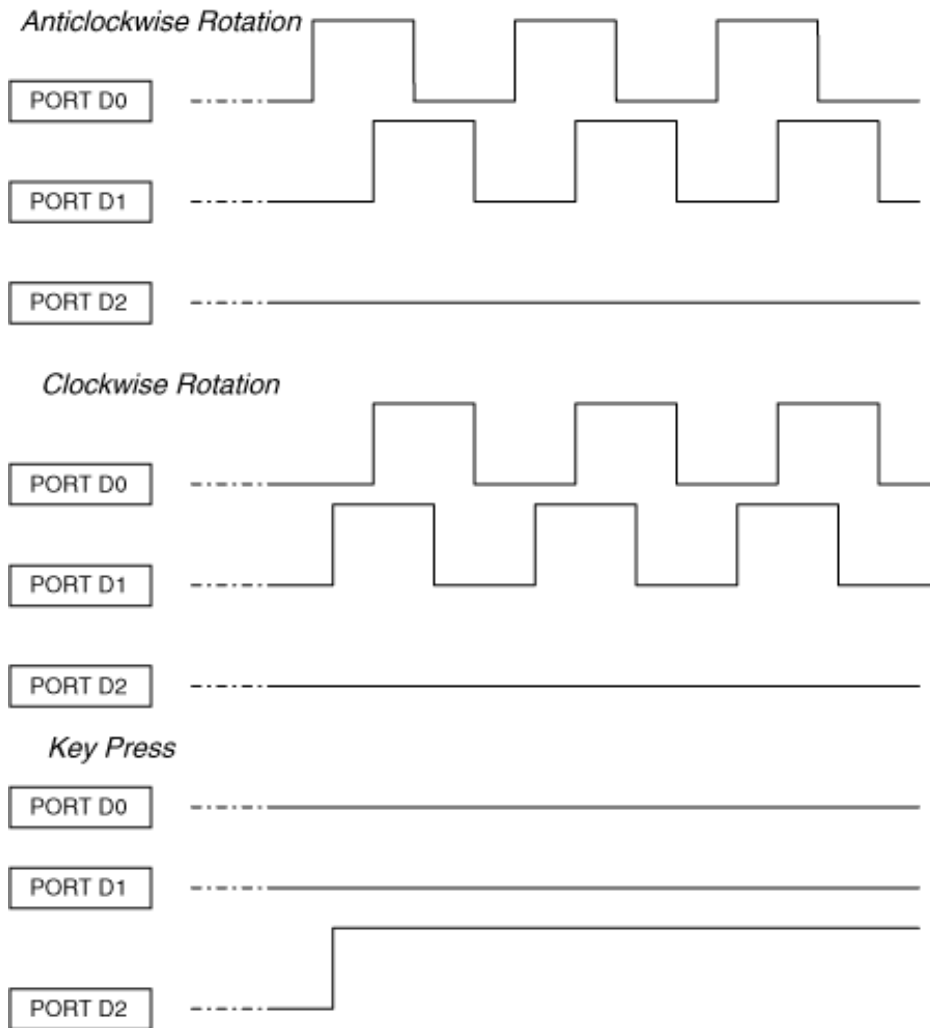 Anticlockwise Rotation
PORT D0
PORT D1
PORT D2
Clockwise Rotation
PORT D0
PORT D1
PORT D2
Key Press
PORT D0
PORT D1
PORT D2